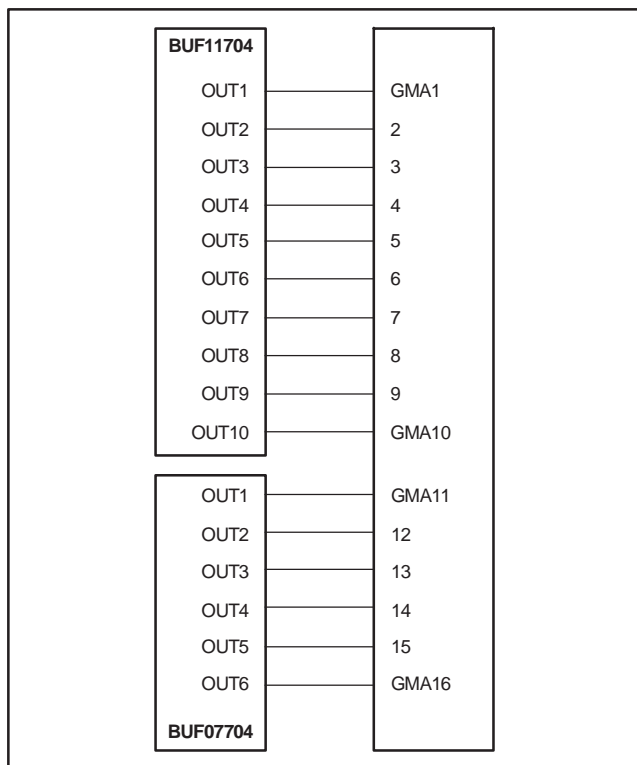 BUF11704
OUT1 GMA1
OUT2 2
OUT3 3
OUT4 4
OUT5 5
OUT6 6
OUT7 7
OUT8 8
OUT9 9
OUT10 GMA10
OUT1 GMA11
OUT2 12
OUT3 13
OUT4 14
OUT5 15
OUT6 GMA16
BUF07704